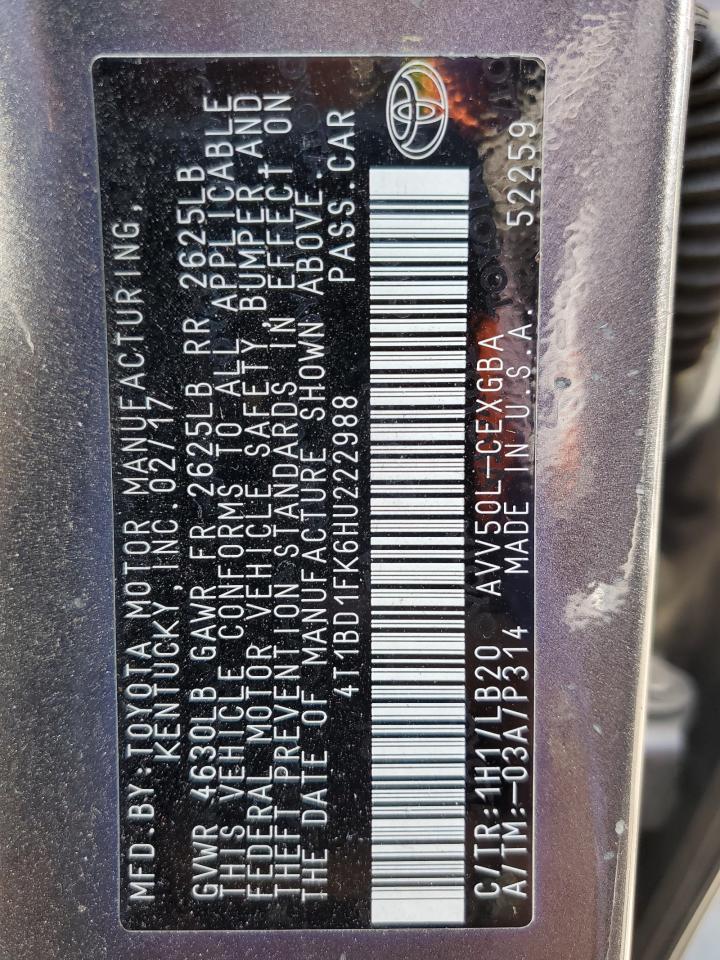 MFD.BY:TOYOTA MOTOR MANUFACTURING,
KENTUCKY,INC.02/17
GVWR 4630LB GAWR FR 2625LB RR 2625LB
THIS VEHICLE CONFORMS TO ALL APPLICABLE
FEDERAL MOTOR VEHICLE SAFETY,BUMPER AND
THEFT PREVENTION STANDARDS IN EFFECT ON
THE DATE OF MANUFACTURE SHOWN ABOVE.
4T1BD1FK6HU222988 PASS.CAR
C/TR:1H1/LB20 AVV50L-CEXGBA
A/TM:-03A/P314 MADE IN U.S.A. 52259